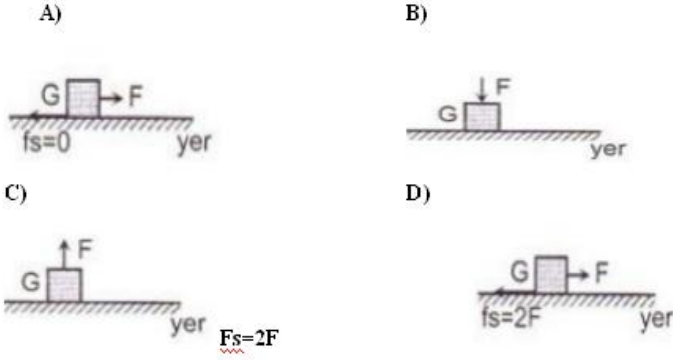 A)
G F
fs=0 yer
B)
F
G
yer
C)
F
G
yer
Fs=2F
D)
G F
fs=2F yer